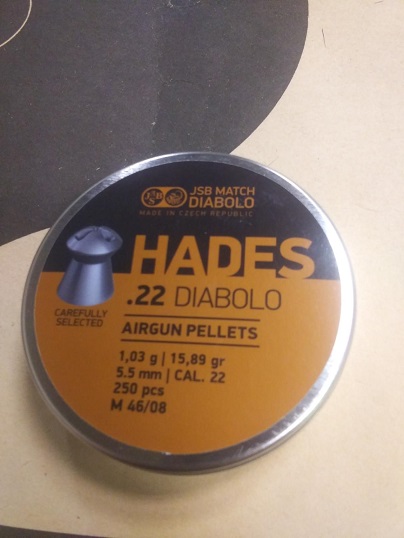 JSB
JSB MATCH
DIABOLO
MADE IN CZECH REPUBLIC
HADES
.22 DIABOLO
CAREFULLY
SELECTED
AIRGUN PELLETS
1,03 g | 15,89 gr
5.5 mm | CAL. 22
250 pcs
M 46/08